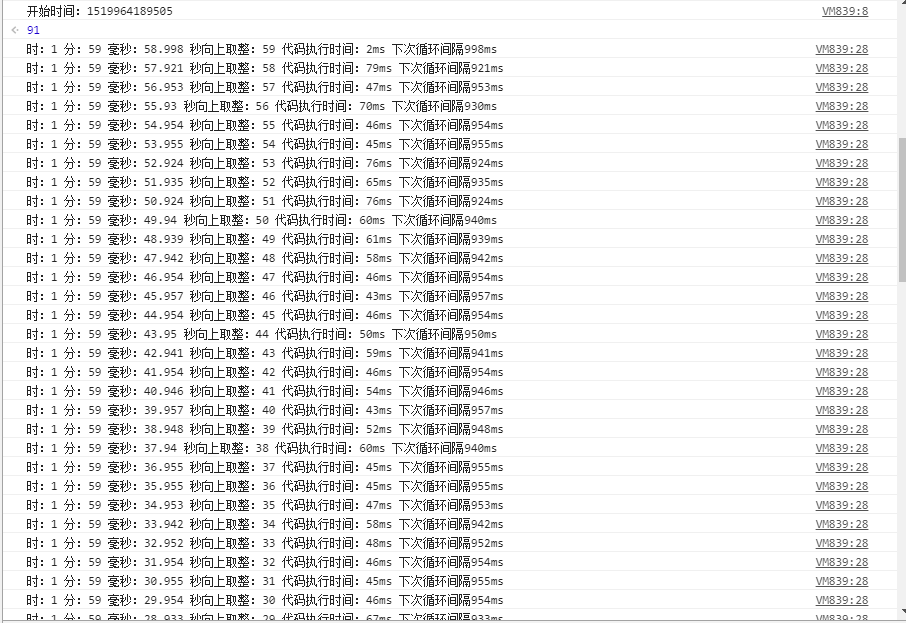 开始时间: 1519964189505 VM839:8
91
时: 1 分: 59 毫秒: 58.998 秒向上取整: 59 代码执行时间: 2ms 下次循环间隔998ms VM839:28
时: 1 分: 59 毫秒: 57.921 秒向上取整: 58 代码执行时间: 79ms 下次循环间隔921ms VM839:28
时: 1 分: 59 毫秒: 56.953 秒向上取整: 57 代码执行时间: 47ms 下次循环间隔953ms VM839:28
时: 1 分: 59 毫秒: 55.93 秒向上取整: 56 代码执行时间: 70ms 下次循环间隔930ms VM839:28
时: 1 分: 59 毫秒: 54.954 秒向上取整: 55 代码执行时间: 46ms 下次循环间隔954ms VM839:28
时: 1 分: 59 毫秒: 53.955 秒向上取整: 54 代码执行时间: 45ms 下次循环间隔955ms VM839:28
时: 1 分: 59 毫秒: 52.924 秒向上取整: 53 代码执行时间: 76ms 下次循环间隔924ms VM839:28
时: 1 分: 59 毫秒: 51.935 秒向上取整: 52 代码执行时间: 65ms 下次循环间隔935ms VM839:28
时: 1 分: 59 毫秒: 50.924 秒向上取整: 51 代码执行时间: 76ms 下次循环间隔924ms VM839:28
时: 1 分: 59 毫秒: 49.94 秒向上取整: 50 代码执行时间: 60ms 下次循环间隔940ms VM839:28
时: 1 分: 59 毫秒: 48.939 秒向上取整: 49 代码执行时间: 61ms 下次循环间隔939ms VM839:28
时: 1 分: 59 毫秒: 47.942 秒向上取整: 48 代码执行时间: 58ms 下次循环间隔942ms VM839:28
时: 1 分: 59 毫秒: 46.954 秒向上取整: 47 代码执行时间: 46ms 下次循环间隔954ms VM839:28
时: 1 分: 59 毫秒: 45.957 秒向上取整: 46 代码执行时间: 43ms 下次循环间隔957ms VM839:28
时: 1 分: 59 毫秒: 44.954 秒向上取整: 45 代码执行时间: 46ms 下次循环间隔954ms VM839:28
时: 1 分: 59 毫秒: 43.95 秒向上取整: 44 代码执行时间: 50ms 下次循环间隔950ms VM839:28
时: 1 分: 59 毫秒: 42.941 秒向上取整: 43 代码执行时间: 59ms 下次循环间隔941ms VM839:28
时: 1 分: 59 毫秒: 41.954 秒向上取整: 42 代码执行时间: 46ms 下次循环间隔954ms VM839:28
时: 1 分: 59 毫秒: 40.946 秒向上取整: 41 代码执行时间: 54ms 下次循环间隔946ms VM839:28
时: 1 分: 59 毫秒: 39.957 秒向上取整: 40 代码执行时间: 43ms 下次循环间隔957ms VM839:28
时: 1 分: 59 毫秒: 38.948 秒向上取整: 39 代码执行时间: 52ms 下次循环间隔948ms VM839:28
时: 1 分: 59 毫秒: 37.94 秒向上取整: 38 代码执行时间: 60ms 下次循环间隔940ms VM839:28
时: 1 分: 59 毫秒: 36.955 秒向上取整: 37 代码执行时间: 45ms 下次循环间隔955ms VM839:28
时: 1 分: 59 毫秒: 35.955 秒向上取整: 36 代码执行时间: 45ms 下次循环间隔955ms VM839:28
时: 1 分: 59 毫秒: 34.953 秒向上取整: 35 代码执行时间: 47ms 下次循环间隔953ms VM839:28
时: 1 分: 59 毫秒: 33.942 秒向上取整: 34 代码执行时间: 58ms 下次循环间隔942ms VM839:28
时: 1 分: 59 毫秒: 32.952 秒向上取整: 33 代码执行时间: 48ms 下次循环间隔952ms VM839:28
时: 1 分: 59 毫秒: 31.954 秒向上取整: 32 代码执行时间: 46ms 下次循环间隔954ms VM839:28
时: 1 分: 59 毫秒: 30.955 秒向上取整: 31 代码执行时间: 45ms 下次循环间隔955ms VM839:28
时: 1 分: 59 毫秒: 29.954 秒向上取整: 30 代码执行时间: 46ms 下次循环间隔954ms VM839:28
时: 1 分: 59 毫秒: 28.933 秒向上取整: 29 代码执行时间: 67ms 下次循环间隔933ms VM839:28